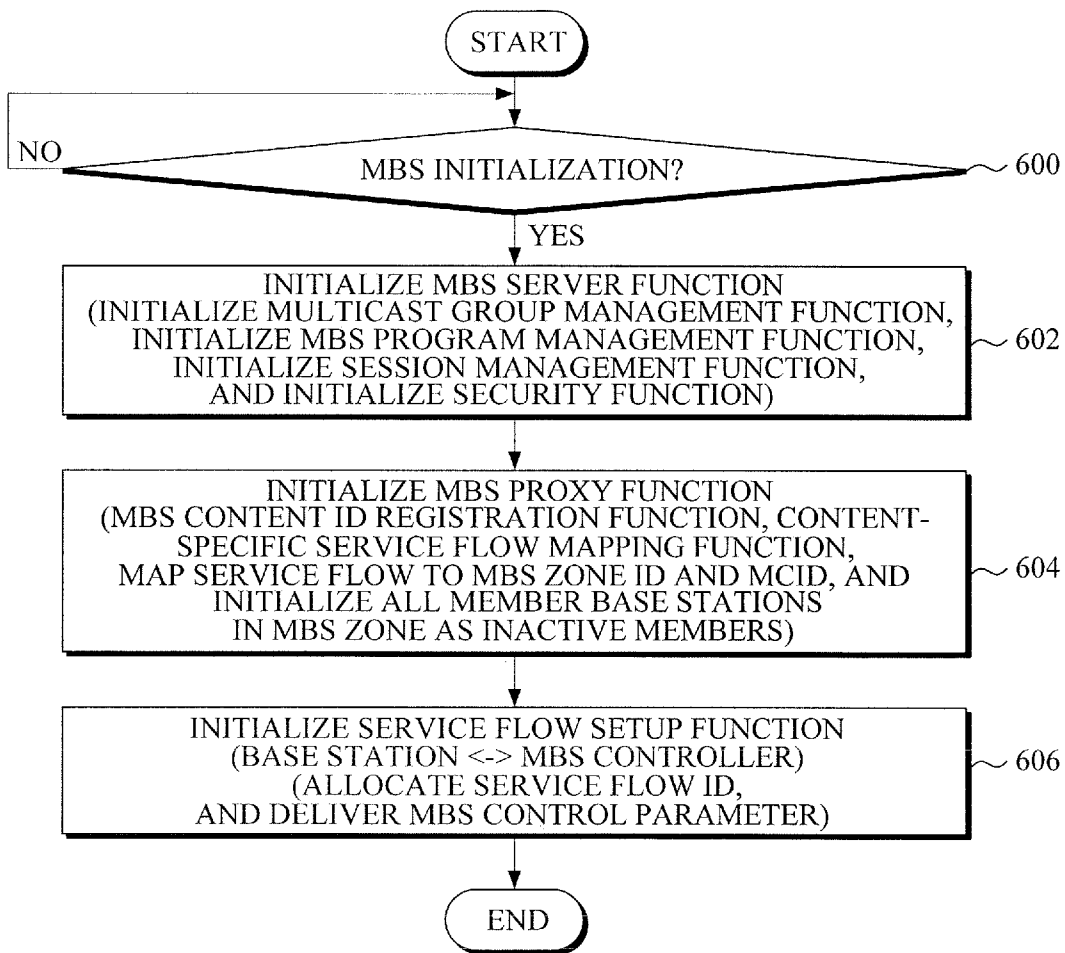 START
NO
MBS INITIALIZATION?
600
YES
INITIALIZE MBS SERVER FUNCTION
(INITIALIZE MULTICAST GROUP MANAGEMENT FUNCTION,
INITIALIZE MBS PROGRAM MANAGEMENT FUNCTION,
INITIALIZE SESSION MANAGEMENT FUNCTION,
AND INITIALIZE SECURITY FUNCTION)
602
INITIALIZE MBS PROXY FUNCTION
(MBS CONTENT ID REGISTRATION FUNCTION, CONTENT-
SPECIFIC SERVICE FLOW MAPPING FUNCTION,
MAP SERVICE FLOW TO MBS ZONE ID AND MCID, AND
INITIALIZE ALL MEMBER BASE STATIONS
IN MBS ZONE AS INACTIVE MEMBERS)
604
INITIALIZE SERVICE FLOW SETUP FUNCTION
(BASE STATION <-> MBS CONTROLLER)
(ALLOCATE SERVICE FLOW ID,
AND DELIVER MBS CONTROL PARAMETER)
606
END